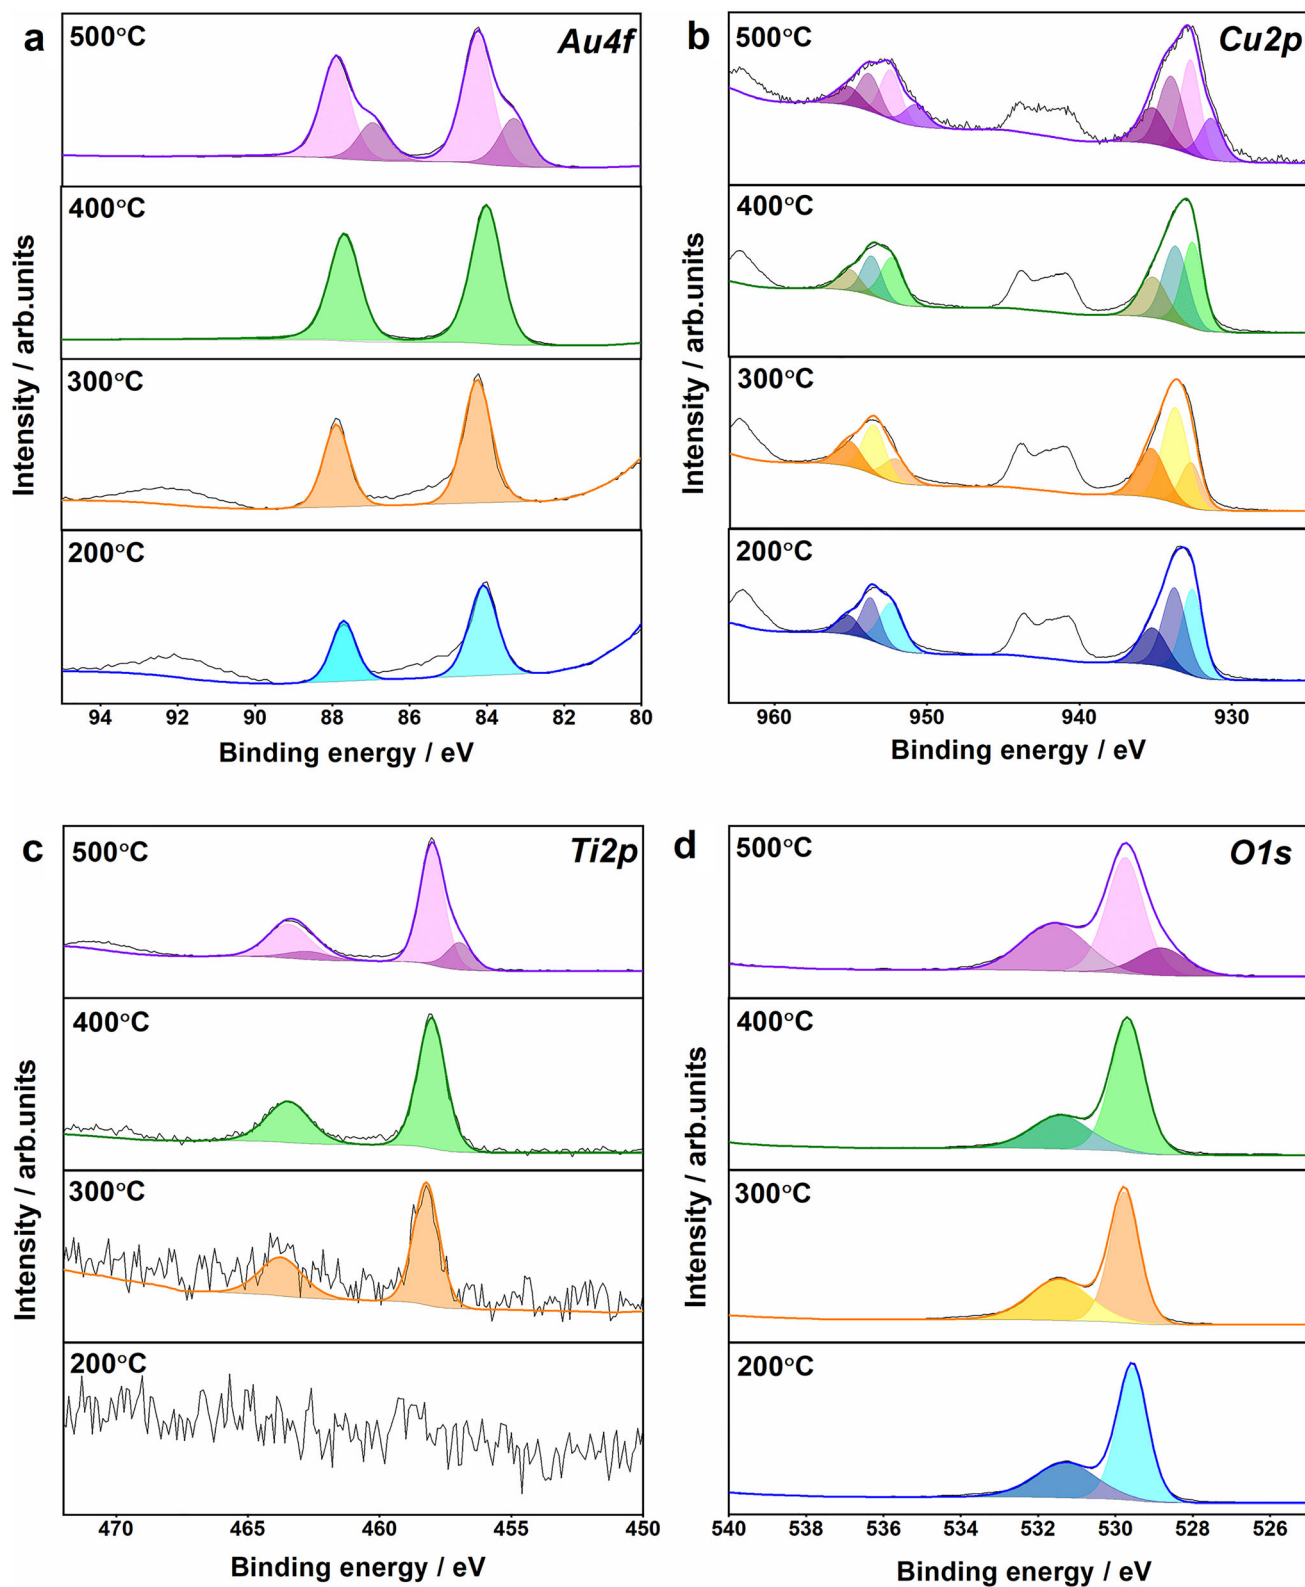 a
500°C
Au4f
400°C
300°C
200°C
Intensity / arb.units
94 92 90 88 86 84 82 80
Binding energy / eV
b
500°C
Cu2p
400°C
300°C
200°C
Intensity / arb.units
960 950 940 930
Binding energy / eV
c
500°C
Ti2p
400°C
300°C
200°C
Intensity / arb.units
470 465 460 455 450
Binding energy / eV
d
500°C
O1s
400°C
300°C
200°C
Intensity / arb.units
540 538 536 534 532 530 528 526
Binding energy / eV